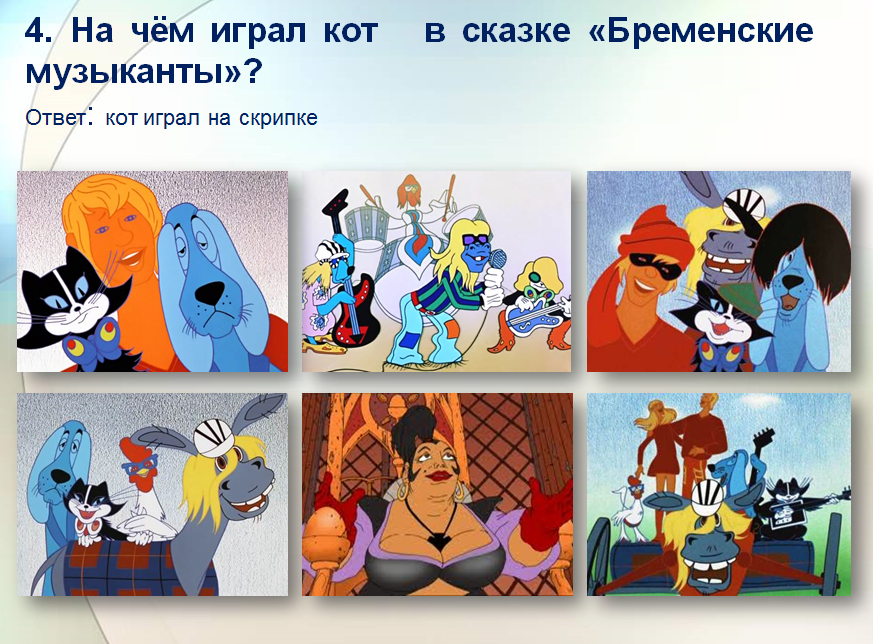 4. На чём играл кот в сказке «Бременские
музыканты»?
Ответ: кот играл на скрипке